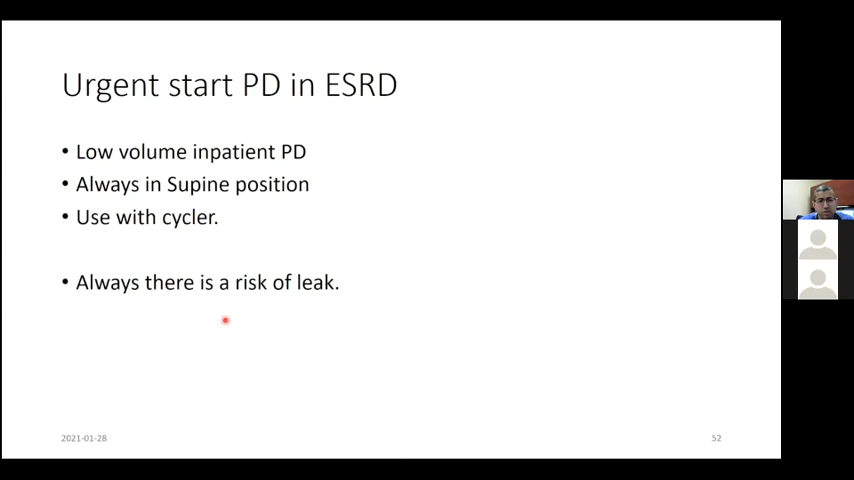 Urgent start PD in ESRD
• Low volume inpatient PD
• Always in Supine position
• Use with cycler.
• Always there is a risk of leak.
2021-01-28
52